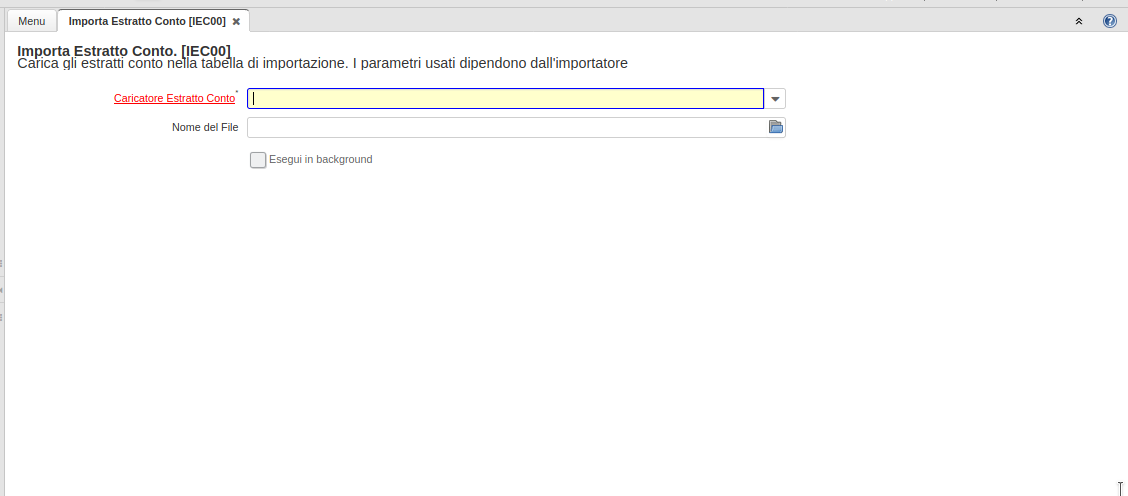 Menu
Importa Estratto Conto [IEC00]
Importa Estratto Conto. [IEC00]
Carica gli estratti conto nella tabella di importazione. I parametri usati dipendono dall'importatore
Caricatore Estratto Conto*
Nome del File
Esegui in background